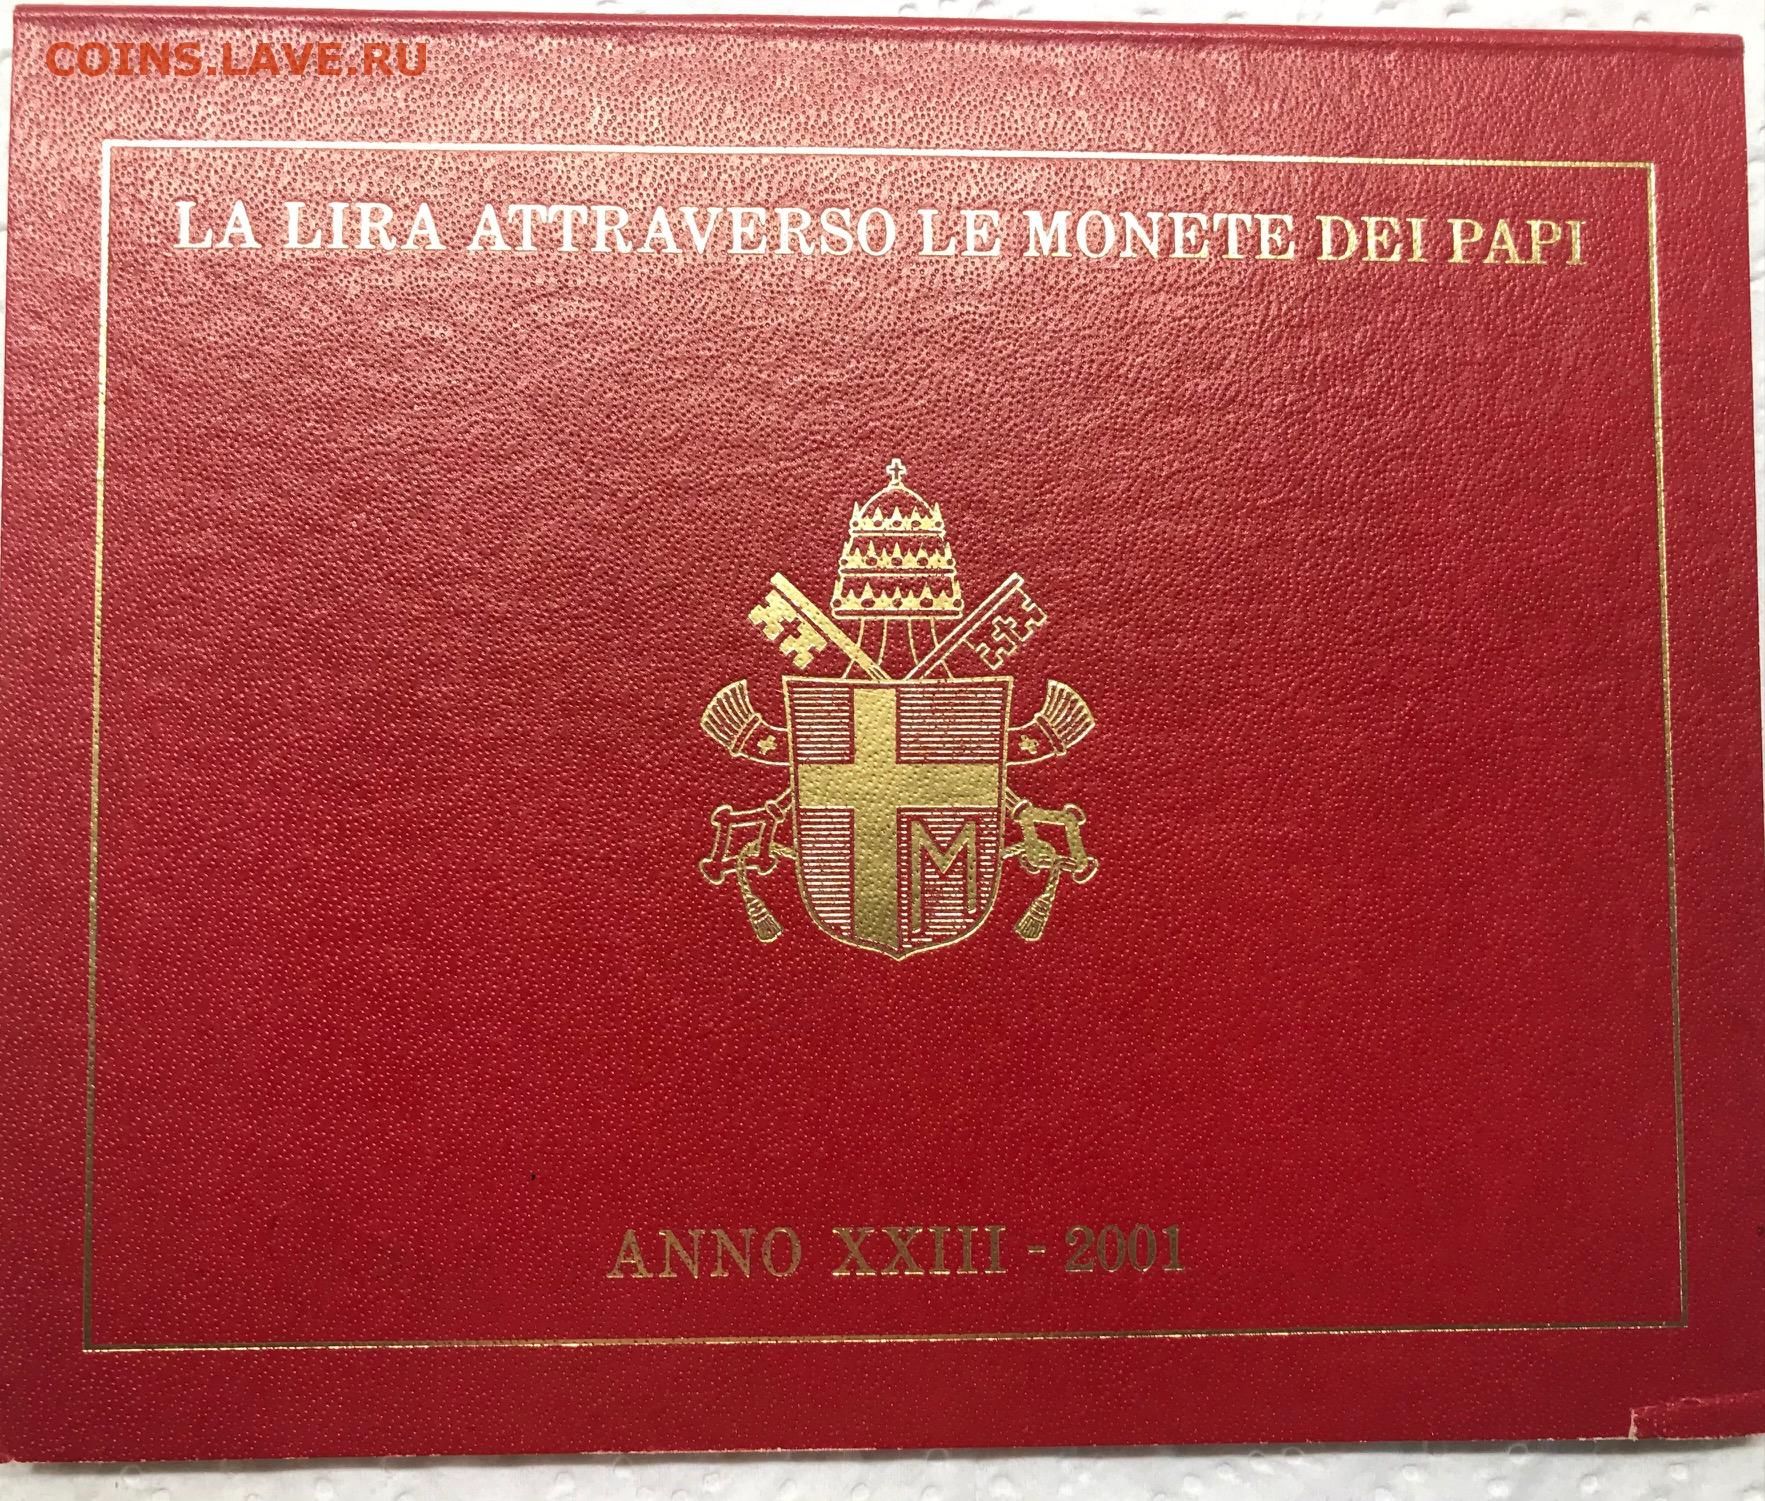 COINS.LAVE.RU
LA LIRA ATTRAVERSO LE MONETE DEI PAPI
M
ANNO XXIII - 2001